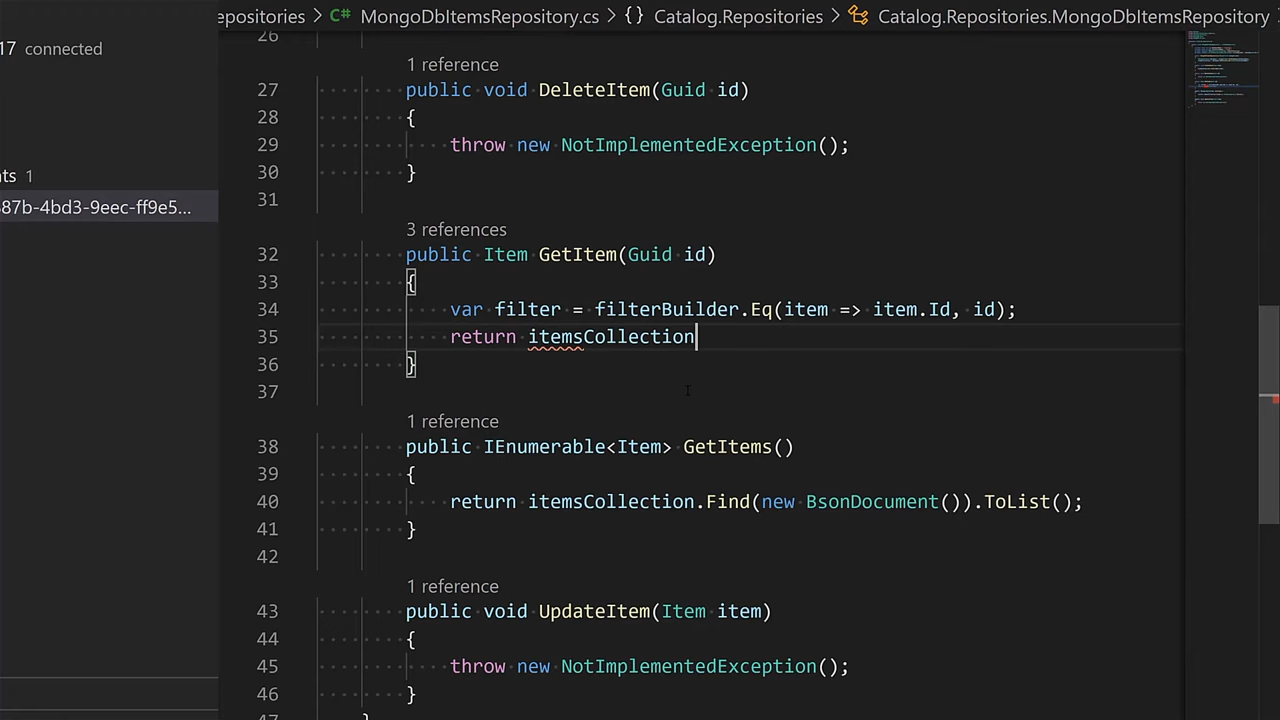 epositories > C# MongoDbItemsRepository.cs > {} Catalog.Repositories > Catalog.Repositories.MongoDbItemsRepository
17 connected
nts 1
87b-4bd3-9eec-ff9e5...
26
1 reference
27 public void DeleteItem(Guid id)
28 {
29 throw new NotImplementedException();
30 }
31
3 references
32 public Item GetItem(Guid id)
33 {
34 var filter = filterBuilder.Eq(item => item.Id, id);
35 return itemsCollection
36 }
37
1 reference
38 public IEnumerable<Item> GetItems()
39 {
40 return itemsCollection.Find(new BsonDocument()).ToList();
41 }
42
1 reference
43 public void UpdateItem(Item item)
44 {
45 throw new NotImplementedException();
46 }
47 }